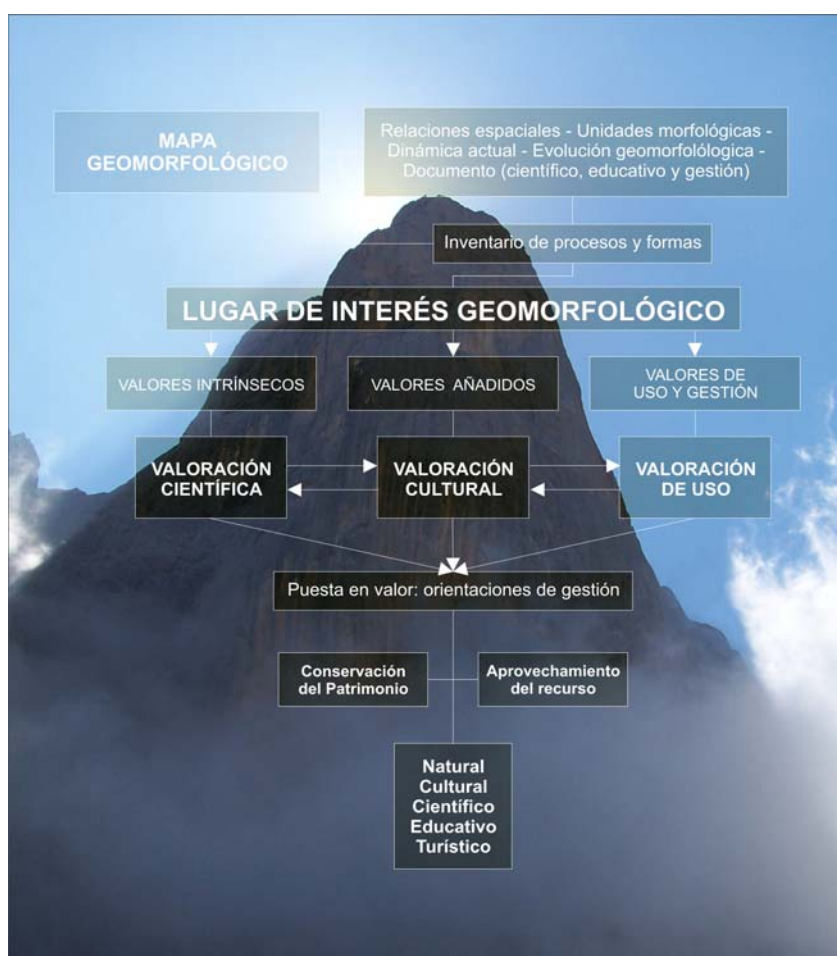 MAPA
GEOMORFOLÓGICO
Relaciones espaciales - Unidades morfológicas -
Dinámica actual - Evolución geomorfolólogica -
Documento (científico, educativo y gestión)
Inventario de procesos y formas
LUGAR DE INTERÉS GEOMORFOLÓGICO
VALORES INTRÍNSECOS
VALORES AÑADIDOS
VALORES DE
USO Y GESTIÓN
VALORACIÓN
CIENTÍFICA
VALORACIÓN
CULTURAL
VALORACIÓN
DE USO
Puesta en valor: orientaciones de gestión
Conservación
del Patrimonio
Aprovechamiento
del recurso
Natural
Cultural
Científico
Educativo
Turístico